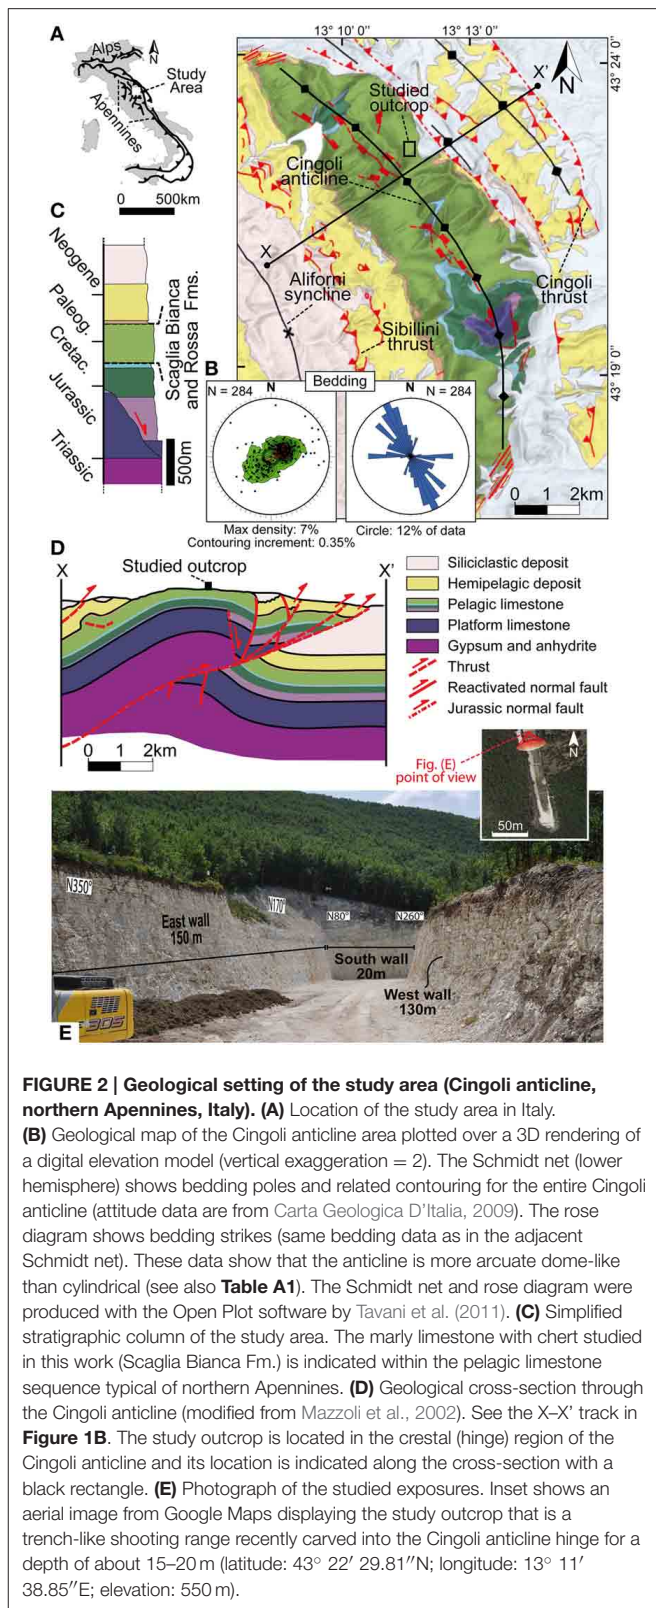 A
Alps
N
Study
Area
Apennines
0 500km
13° 10' 0''
13° 13' 0''
43° 24' 0''
X'
N
Studied
outcrop
Cingoli
anticline
X
Aliforni
syncline
Sibillini
thrust
Cingoli
thrust
43° 19' 0''
0 1 2km
C
Neogene
Paleog.
Cretac.
Jurassic
Triassic
Scaglia Bianca
and Rossa Fms.
500m
B
Bedding
N = 284
N
N = 284
N
Max density: 7%
Contouring increment: 0.35%
Circle: 12% of data
D
X
Studied outcrop
X'
0 1 2km
Siliciclastic deposit
Hemipelagic deposit
Pelagic limestone
Platform limestone
Gypsum and anhydrite
Thrust
Reactivated normal fault
Jurassic normal fault
Fig. (E)
point of view
N
50m
N350°
East wall
150 m
N170°
N80°
N260°
South wall
20m
West wall
130m
305
E
FIGURE 2 | Geological setting of the study area (Cingoli anticline,
northern Apennines, Italy). (A) Location of the study area in Italy.
(B) Geological map of the Cingoli anticline area plotted over a 3D rendering of
a digital elevation model (vertical exaggeration = 2). The Schmidt net (lower
hemisphere) shows bedding poles and related contouring for the entire Cingoli
anticline (attitude data are from Carta Geologica D'Italia, 2009). The rose
diagram shows bedding strikes (same bedding data as in the adjacent
Schmidt net). These data show that the anticline is more arcuate dome-like
than cylindrical (see also Table A1). The Schmidt net and rose diagram were
produced with the Open Plot software by Tavani et al. (2011). (C) Simplified
stratigraphic column of the study area. The marly limestone with chert studied
in this work (Scaglia Bianca Fm.) is indicated within the pelagic limestone
sequence typical of northern Apennines. (D) Geological cross-section through
the Cingoli anticline (modified from Mazzoli et al., 2002). See the X–X' track in
Figure 1B. The study outcrop is located in the crestal (hinge) region of the
Cingoli anticline and its location is indicated along the cross-section with a
black rectangle. (E) Photograph of the studied exposures. Inset shows an
aerial image from Google Maps displaying the study outcrop that is a
trench-like shooting range recently carved into the Cingoli anticline hinge for a
depth of about 15–20 m (latitude: 43° 22′ 29.81″N; longitude: 13° 11′
38.85″E; elevation: 550 m).